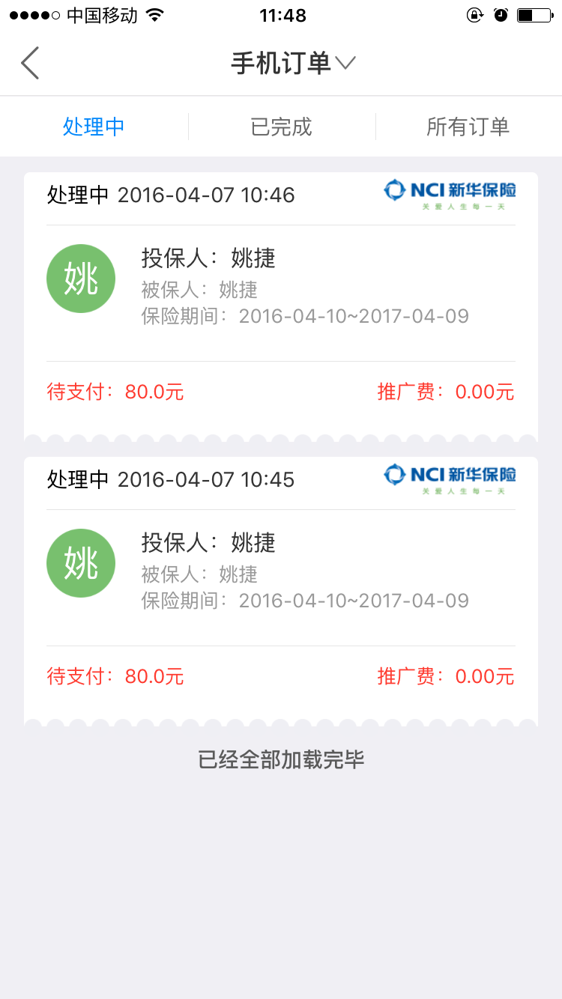 中国移动 11:48
手机订单
处理中 已完成 所有订单
处理中 2016-04-07 10:46 NCI 新华保险
关爱人生每一天
姚
投保人：姚捷
被保人：姚捷
保险期间：2016-04-10~2017-04-09
待支付：80.0元 推广费：0.00元
处理中 2016-04-07 10:45 NCI 新华保险
关爱人生每一天
姚
投保人：姚捷
被保人：姚捷
保险期间：2016-04-10~2017-04-09
待支付：80.0元 推广费：0.00元
已经全部加载完毕